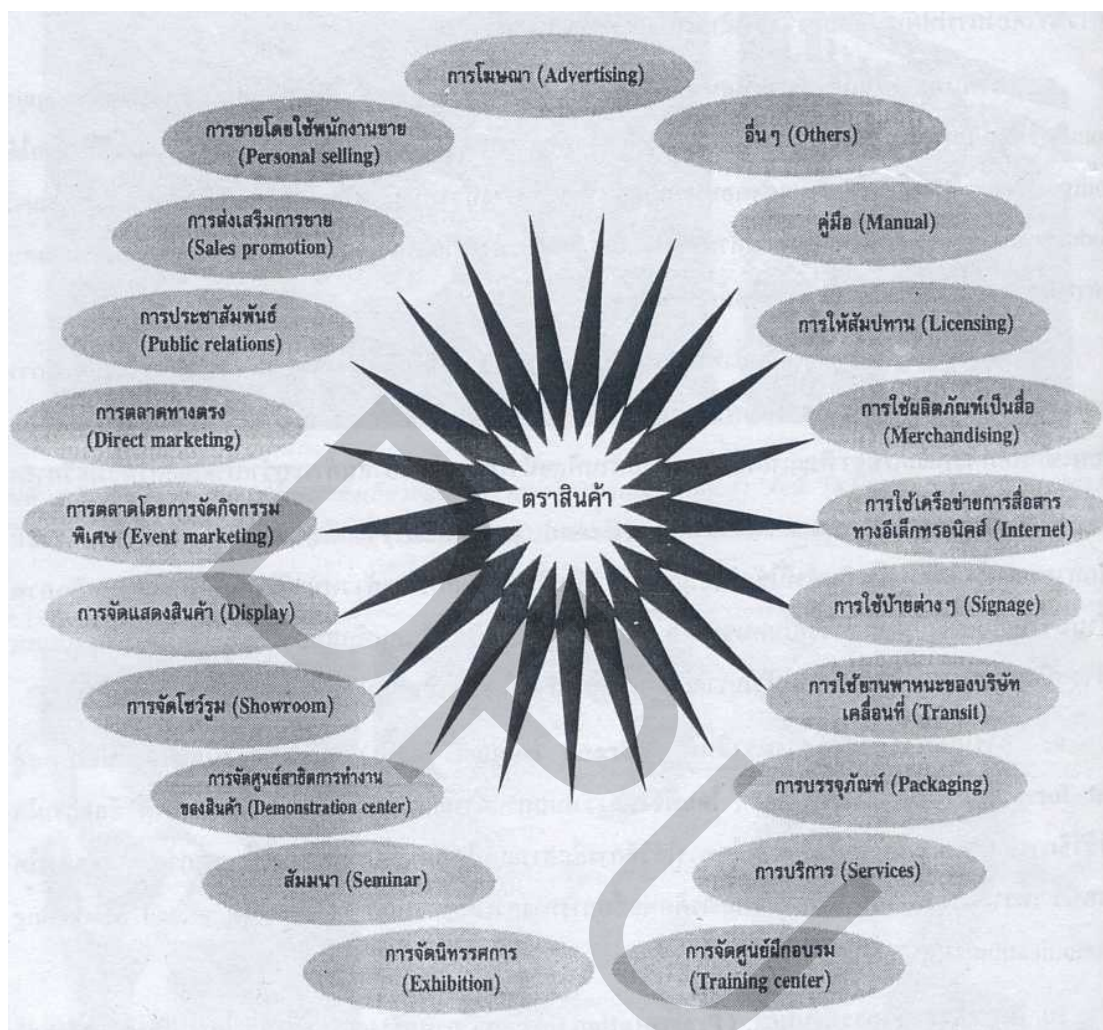 การโฆษณา (Advertising)
อื่น ๆ (Others)
คู่มือ (Manual)
การให้สัมปทาน (Licensing)
การใช้ผลิตภัณฑ์เป็นสื่อ
(Merchandising)
การใช้เครือข่ายการสื่อสาร
ทางอีเล็กทรอนิคส์ (Internet)
การใช้ป้ายต่าง ๆ (Signage)
การใช้ยานพาหนะของบริษัท
เคลื่อนที่ (Transit)
การบรรจุภัณฑ์ (Packaging)
การบริการ (Services)
การจัดศูนย์ฝึกอบรม
(Training center)
การจัดนิทรรศการ
(Exhibition)
สัมมนา (Seminar)
การจัดศูนย์สาธิตการทำงาน
ของสินค้า (Demonstration center)
การจัดโชว์รูม (Showroom)
การจัดแสดงสินค้า (Display)
การตลาดโดยการจัดกิจกรรม
พิเศษ (Event marketing)
การตลาดทางตรง
(Direct marketing)
การประชาสัมพันธ์
(Public relations)
การส่งเสริมการขาย
(Sales promotion)
การขายโดยใช้พนักงานขาย
(Personal selling)
ตราสินค้า
DPU